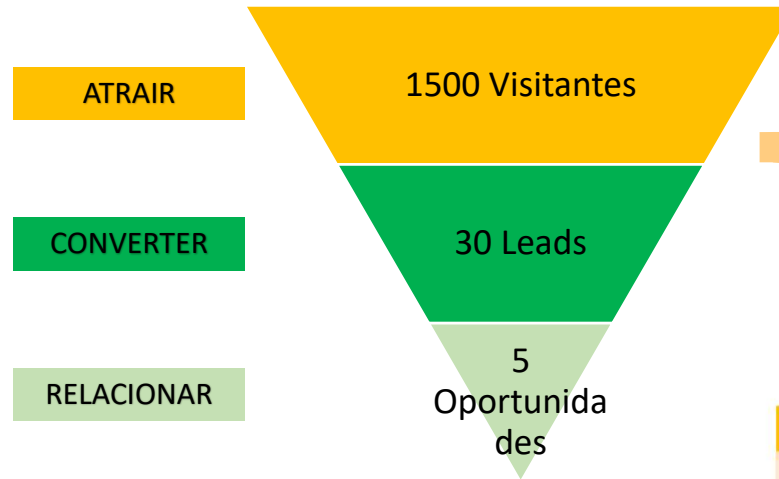 ATRAIR
1500 Visitantes
CONVERTER
30 Leads
RELACIONAR
5
Oportunida
des